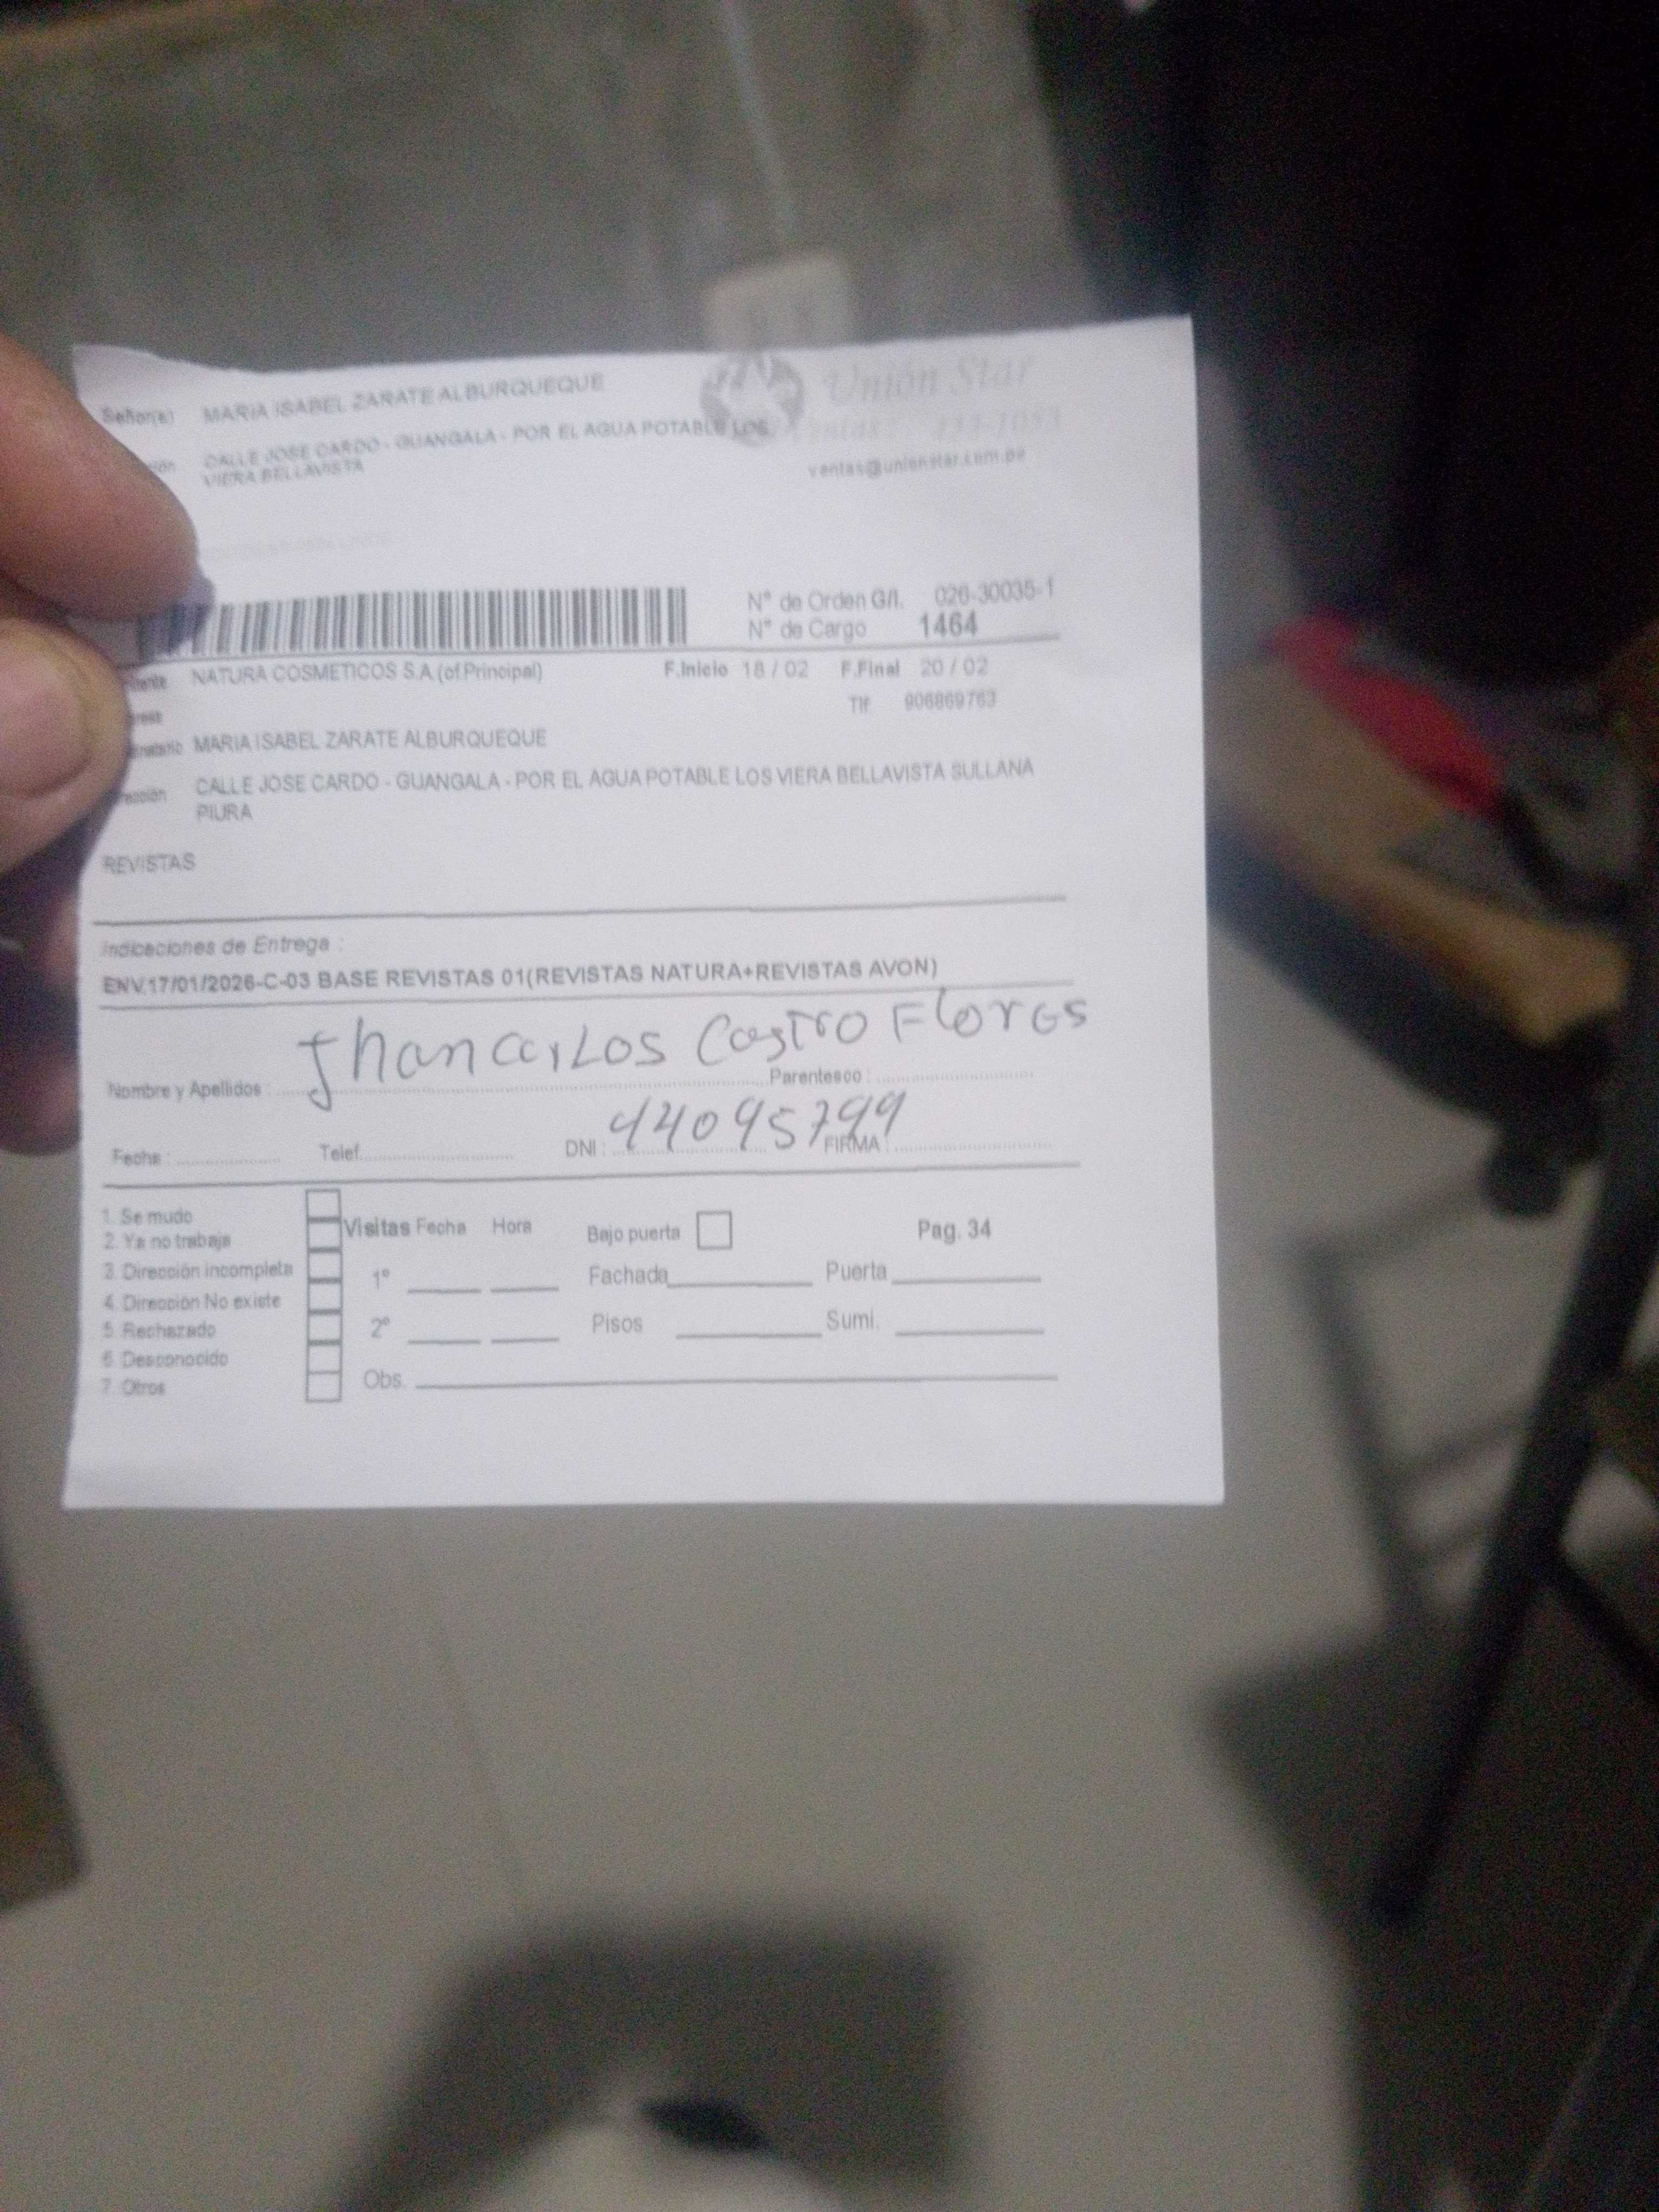 Señor(a) MARIA ISABEL ZARATE ALBURQUEQUE
Unión Star
CALLE JOSE CARDO - GUANGALA - POR EL AGUA POTABLE LOS
VIERA BELLAVISTA
ventas@unionstar.com.pe
N° de Orden G/I. 026-30035-1
N° de Cargo 1464
NATURA COSMETICOS S.A.(of.Principal) F.Inicio 18 / 02 F.Final 20 / 02
Tlf 906869763
MARIA ISABEL ZARATE ALBURQUEQUE
CALLE JOSE CARDO - GUANGALA - POR EL AGUA POTABLE LOS VIERA BELLAVISTA SULLANA
PIURA
REVISTAS
Indicaciones de Entrega :
ENV.17/01/2026-C-03 BASE REVISTAS 01(REVISTAS NATURA+REVISTAS AVON)
Nombre y Apellidos : JhancarLos Castro Flores Parentesco :
Fecha : Telef. DNI : 44095799 FIRMA :
1. Se mudo
2. Ya no trabaja
3. Dirección incompleta
4. Dirección No existe
5. Rechazado
6. Desconocido
7. Otros
Visitas Fecha Hora
1°
2°
Obs.
Bajo puerta Pag. 34
Fachada Puerta
Pisos Sumi.